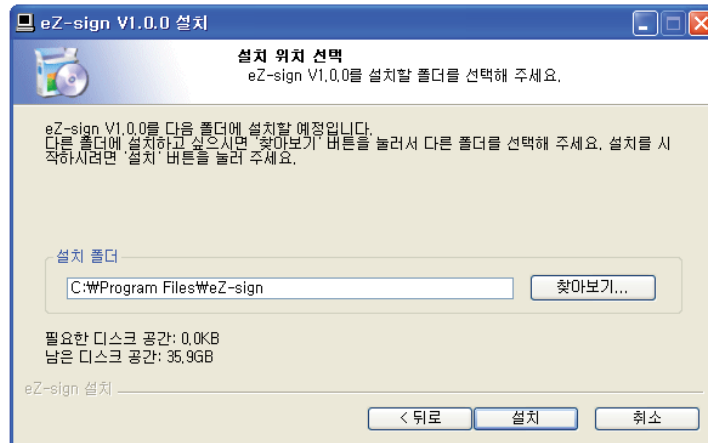 eZ-sign V1.0.0 설치
설치 위치 선택
eZ-sign V1.0.0를 설치할 폴더를 선택해 주세요.
eZ-sign V1.0.0를 다음 폴더에 설치할 예정입니다.
다른 폴더에 설치하고 싶으시면 '찾아보기' 버튼을 눌러서 다른 폴더를 선택해 주세요. 설치를 시
작하시려면 '설치' 버튼을 눌러 주세요.
설치 폴더
C:₩Program Files₩eZ-sign
찾아보기...
필요한 디스크 공간: 0.0KB
남은 디스크 공간: 35.9GB
eZ-sign 설치
< 뒤로
설치
취소